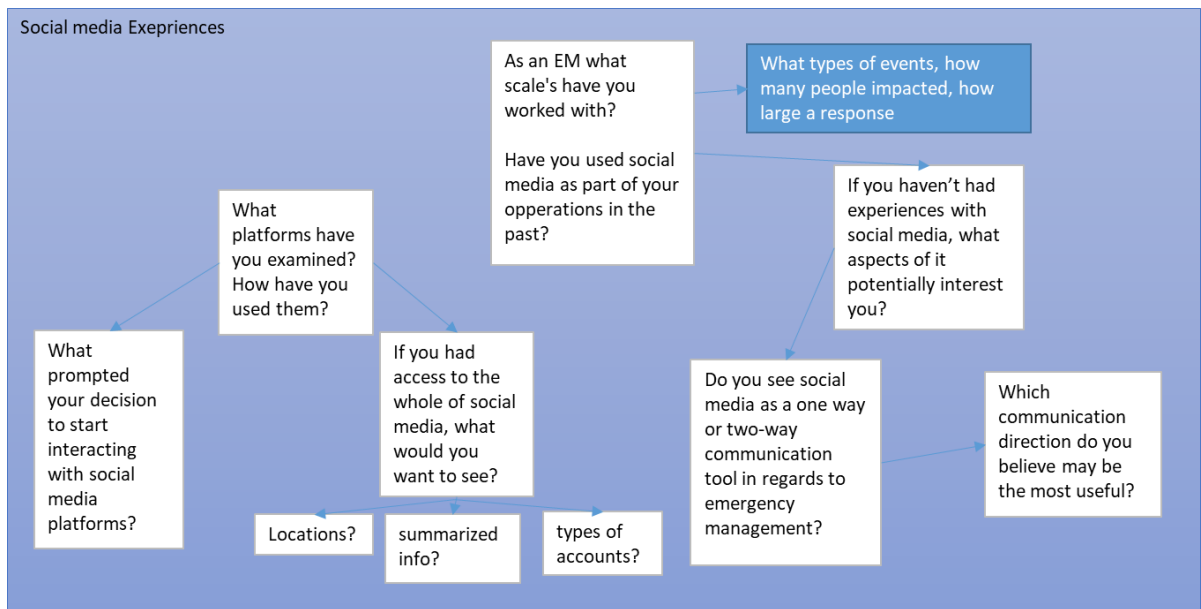 Social media Exepriences
As an EM what
scale's have you
worked with?
Have you used social
media as part of your
opperations in the
past?
What types of events, how
many people impacted, how
large a response
If you haven’t had
experiences with
social media, what
aspects of it
potentially interest
you?
What
platforms have
you examined?
How have you
used them?
What
prompted
your decision
to start
interacting
with social
media
platforms?
If you had
access to the
whole of social
media, what
would you
want to see?
Locations?
summarized
info?
types of
accounts?
Do you see social
media as a one way
or two-way
communication
tool in regards to
emergency
management?
Which
communication
direction do you
believe may be
the most useful?